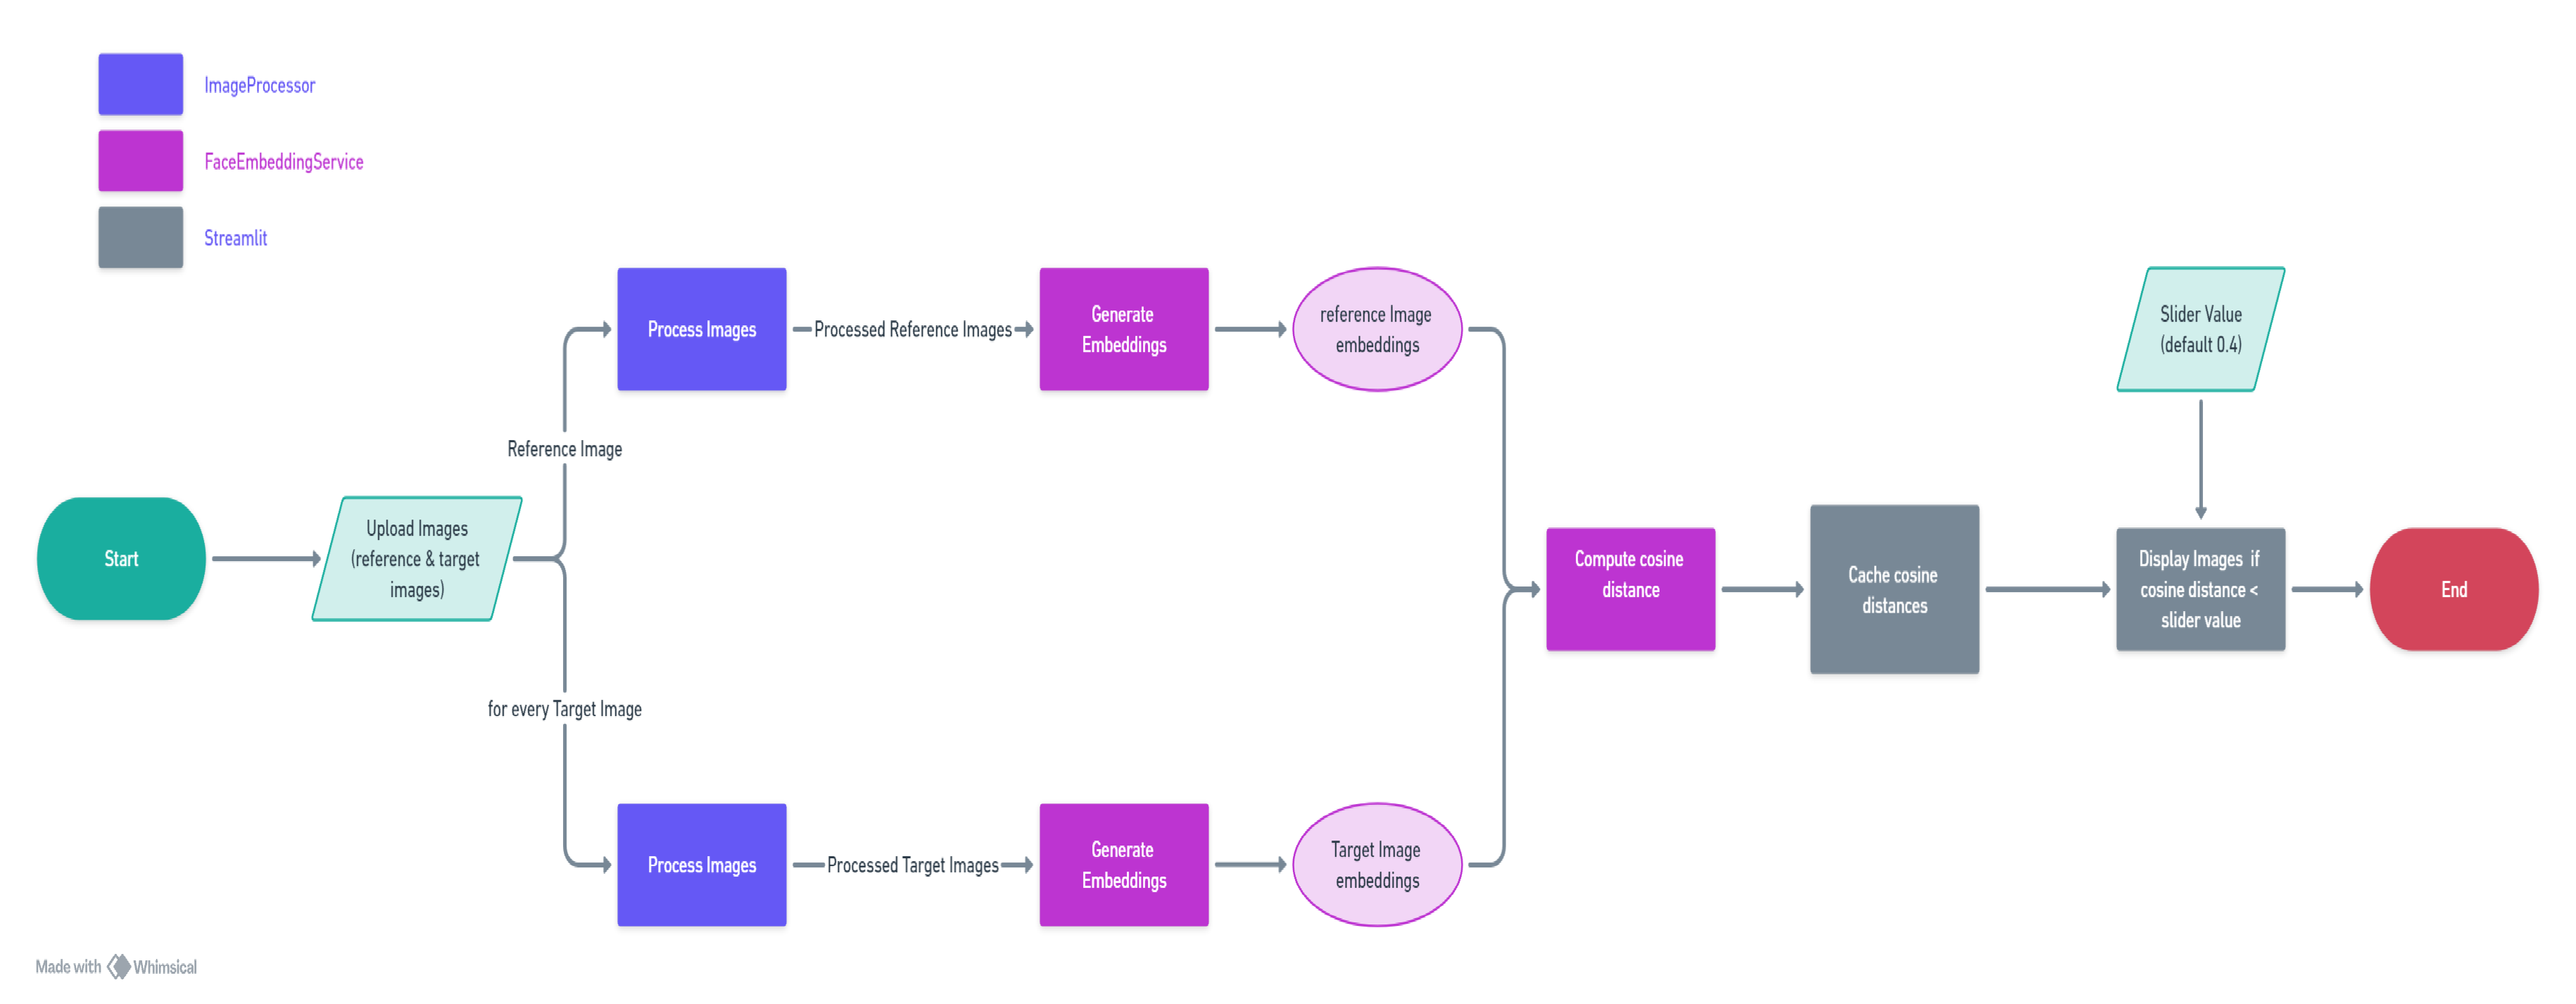 ImageProcessor
FaceEmbeddingService
Streamlit
Start
Upload Images
(reference & target
images)
Reference Image
Process Images
Processed Reference Images
Generate
Embeddings
reference Image
embeddings
for every Target Image
Process Images
Processed Target Images
Generate
Embeddings
Target Image
embeddings
Compute cosine
distance
Cache cosine
distances
Slider Value
(default 0.4)
Display Images if
cosine distance <
slider value
End
Made with Whimsical